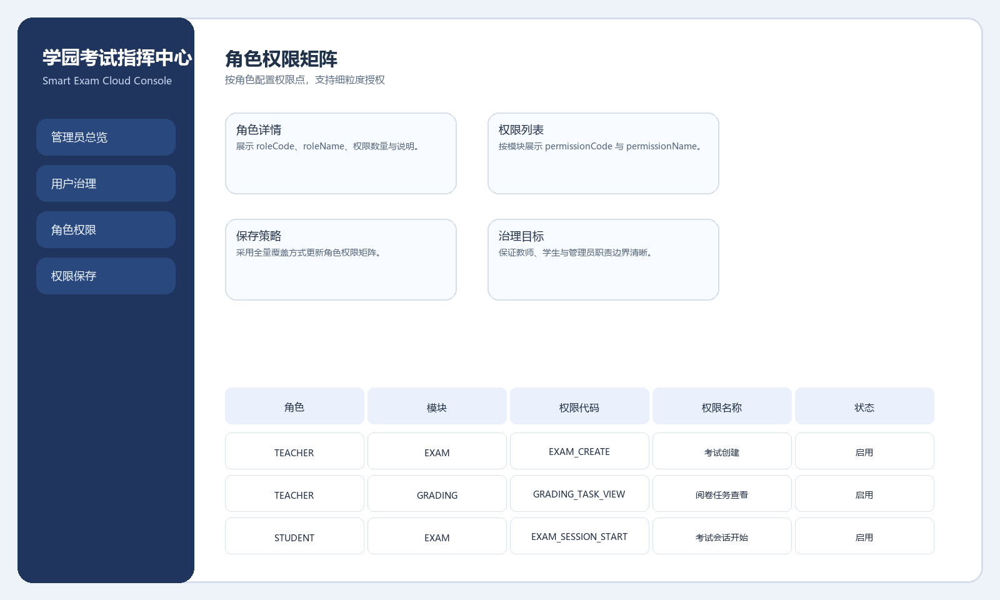 学园考试指挥中心
Smart Exam Cloud Console
管理员总览
用户治理
角色权限
权限保存
角色权限矩阵
按角色配置权限点，支持细粒度授权
角色详情
展示 roleCode、roleName、权限数量与说明。
权限列表
按模块展示 permissionCode 与 permissionName。
保存策略
采用全量覆盖方式更新角色权限矩阵。
治理目标
保证教师、学生与管理员职责边界清晰。
角色 模块 权限代码 权限名称 状态
TEACHER EXAM EXAM_CREATE 考试创建 启用
TEACHER GRADING GRADING_TASK_VIEW 阅卷任务查看 启用
STUDENT EXAM EXAM_SESSION_START 考试会话开始 启用